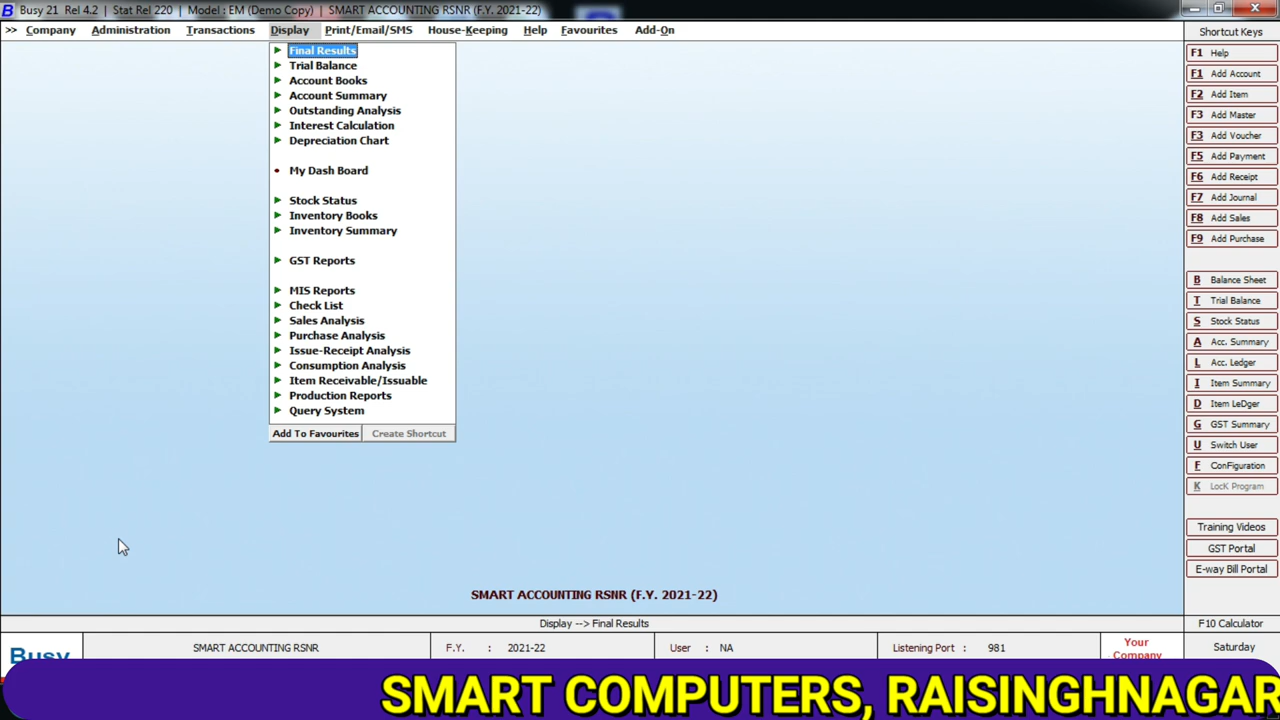 Busy 21 Rel 4.2 | Stat Rel 220 | Model : EM (Demo Copy) | SMART ACCOUNTING RSNR (F.Y. 2021-22)
>> Company Administration Transactions Display Print/Email/SMS House-Keeping Help Favourites Add-On
Final Results
Trial Balance
Account Books
Account Summary
Outstanding Analysis
Interest Calculation
Depreciation Chart
My Dash Board
Stock Status
Inventory Books
Inventory Summary
GST Reports
MIS Reports
Check List
Sales Analysis
Purchase Analysis
Issue-Receipt Analysis
Consumption Analysis
Item Receivable/Issuable
Production Reports
Query System
Add To Favourites Create Shortcut
Shortcut Keys
F1 Help
F1 Add Account
F2 Add Item
F3 Add Master
F3 Add Voucher
F5 Add Payment
F6 Add Receipt
F7 Add Journal
F8 Add Sales
F9 Add Purchase
B Balance Sheet
T Trial Balance
S Stock Status
A Acc. Summary
L Acc. Ledger
I Item Summary
D Item LeDger
G GST Summary
U Switch User
F ConFiguration
K LocK Program
Training Videos
GST Portal
E-way Bill Portal
SMART ACCOUNTING RSNR (F.Y. 2021-22)
Display --> Final Results
F10 Calculator
Busy SMART ACCOUNTING RSNR F.Y. : 2021-22 User : NA Listening Port : 981 Your Company Saturday
SMART COMPUTERS, RAISINGHNAGAR